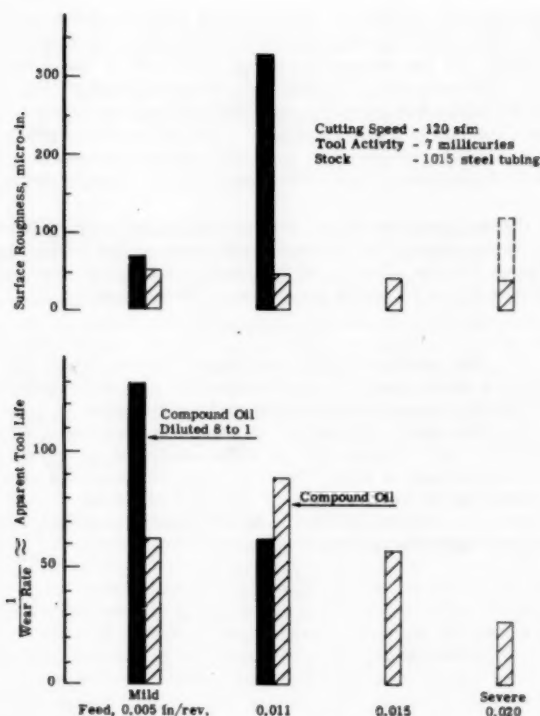 Surface Roughness, micro-in.
300
200
100
0
Cutting Speed - 120 sfm
Tool Activity - 7 millicuries
Stock - 1015 steel tubing
1
Wear Rate ≈ Apparent Tool Life
100
50
0
Compound Oil
Diluted 8 to 1
Compound Oil
Mild Severe
Feed, 0.005 in/rev. 0.011 0.015 0.020